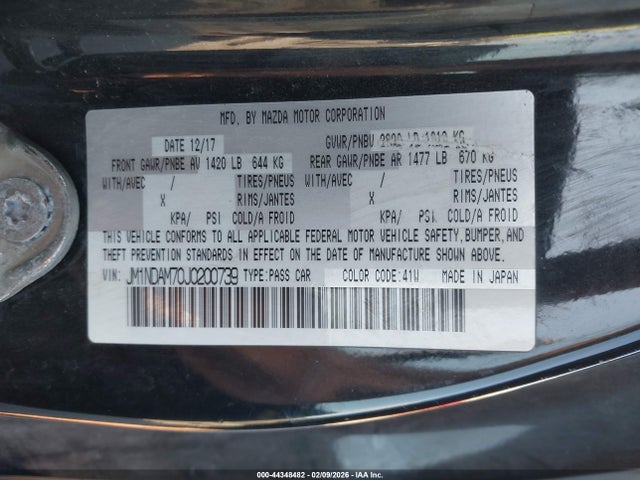 MFD. BY MAZDA MOTOR CORPORATION
DATE 12/17 GVWR/PNBV LB KG
FRONT GAWR/PNBE AV 1420 LB 644 KG REAR GAWR/PNBE AR 1477 LB 670 KG
WITH/AVEC / TIRES/PNEUS WITH/AVEC / TIRES/PNEUS
X RIMS/JANTES X RIMS/JANTES
KPA/ PSI COLD/A FROID KPA/ PSI COLD/A FROID
THIS VEHICLE CONFORMS TO ALL APPLICABLE FEDERAL MOTOR VEHICLE SAFETY, BUMPER, AND
THEFT PREVENTION STANDARDS IN EFFECT ON THE DATE OF MANUFACTURE SHOWN ABOVE.
VIN: JM1NDAM70J0200739 TYPE:PASS CAR COLOR CODE:41W MADE IN JAPAN
000-44348482 - 02/09/2026 - IAA Inc.